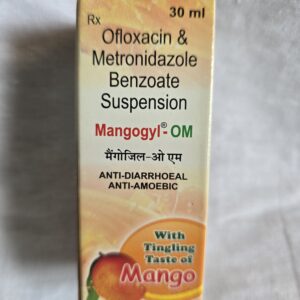 Rx
30 ml
Ofloxacin &
Metronidazole
Benzoate
Suspension
Mangogyl®-OM
मैंगोजिल-ओ एम
ANTI-DIARRHOEAL
ANTI-AMOEBIC
With
Tingling
Taste of
Mango